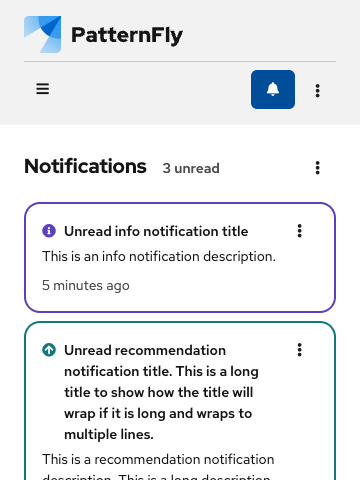 PatternFly
Notifications 3 unread
Unread info notification title
This is an info notification description.
5 minutes ago
Unread recommendation
notification title. This is a long
title to show how the title will
wrap if it is long and wraps to
multiple lines.
This is a recommendation notification
description. This is a long description